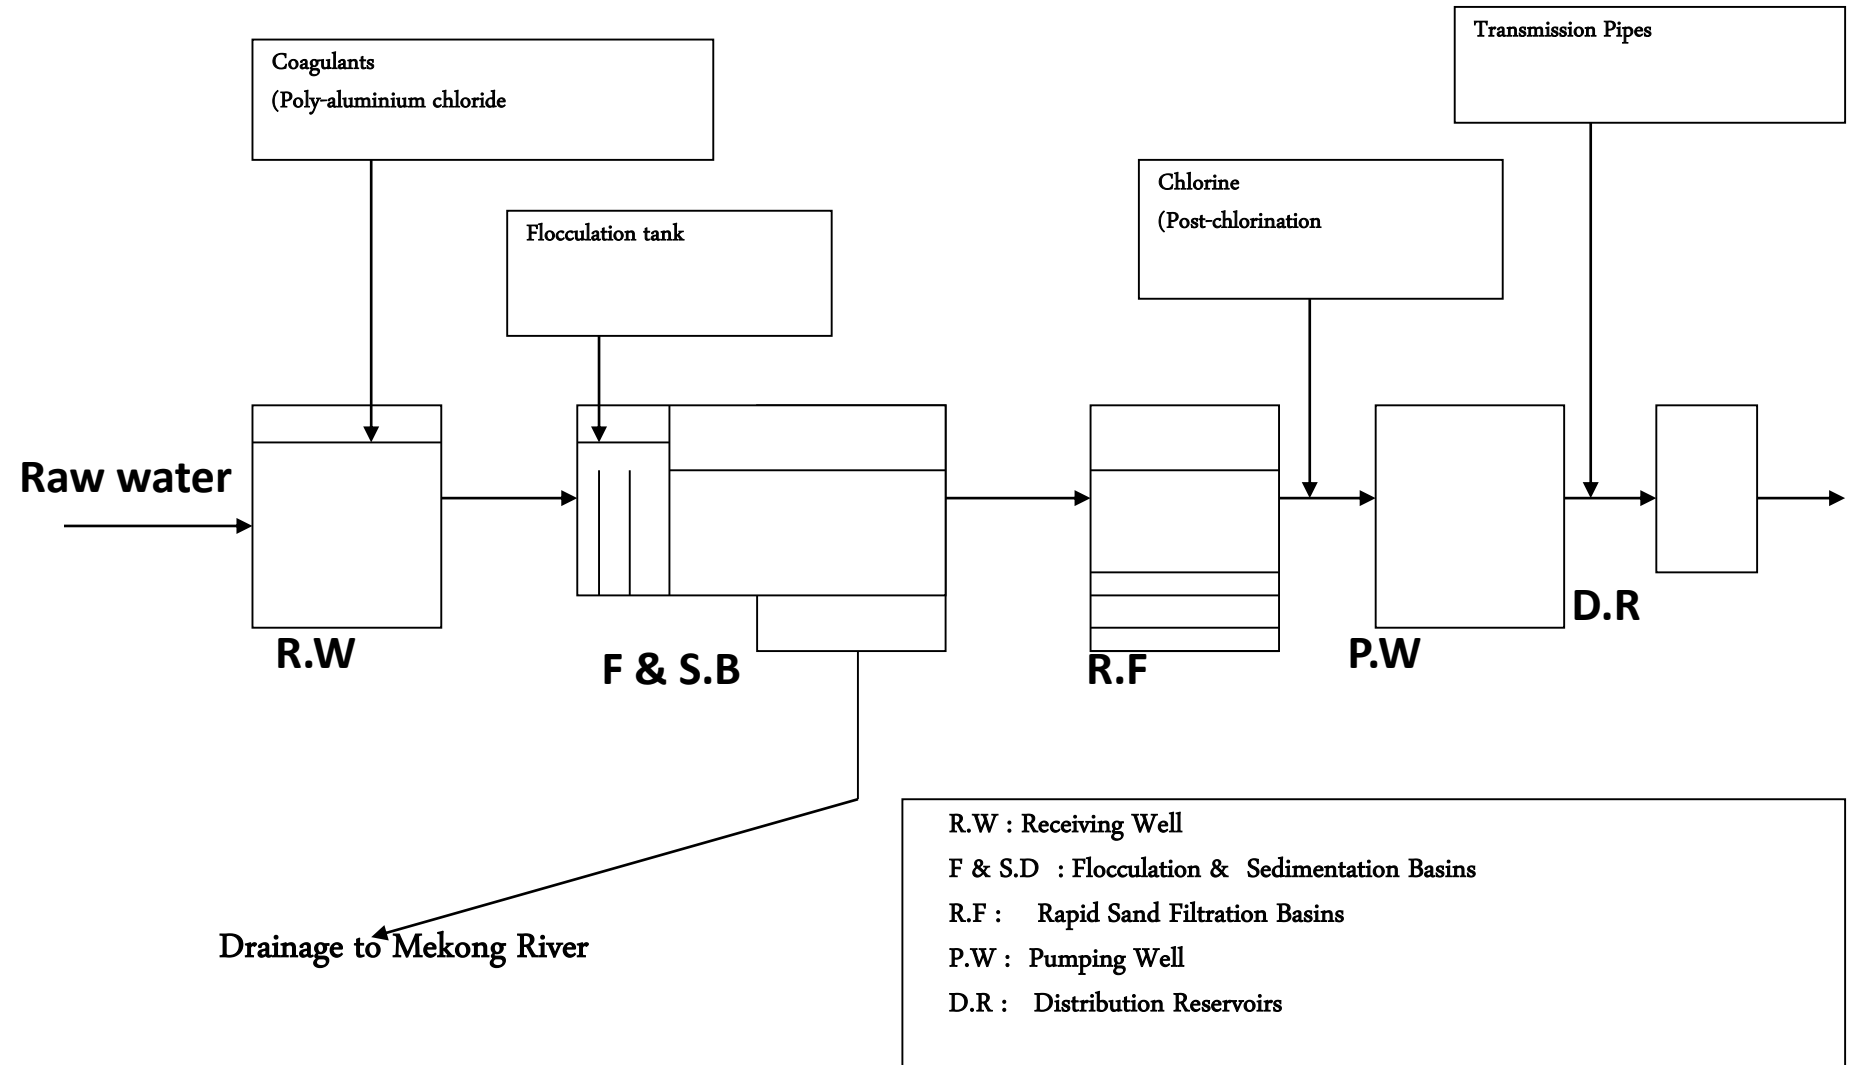 Transmission Pipes
Coagulants
(Poly-aluminium chloride
Chlorine
(Post-chlorination
Flocculation tank
Raw water
R.W
F & S.B
R.F
P.W
D.R
Drainage to Mekong River
R.W : Receiving Well
F & S.D : Flocculation & Sedimentation Basins
R.F : Rapid Sand Filtration Basins
P.W : Pumping Well
D.R : Distribution Reservoirs